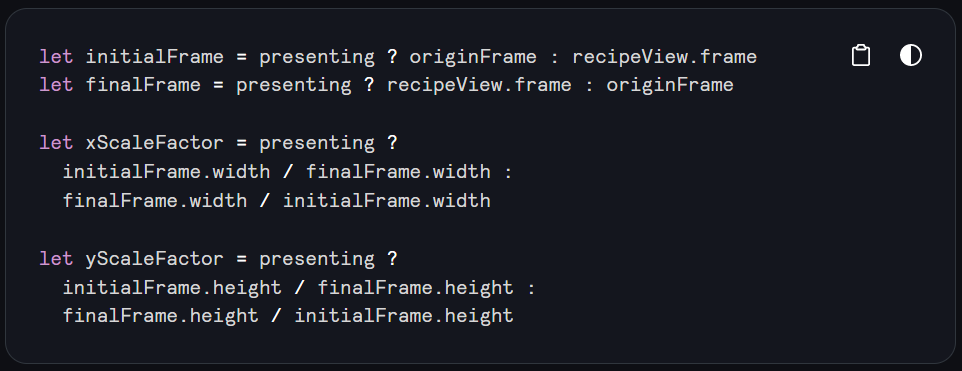 let initialFrame = presenting ? originFrame : recipeView.frame
let finalFrame = presenting ? recipeView.frame : originFrame
let xScaleFactor = presenting ?
initialFrame.width / finalFrame.width :
finalFrame.width / initialFrame.width
let yScaleFactor = presenting ?
initialFrame.height / finalFrame.height :
finalFrame.height / initialFrame.height